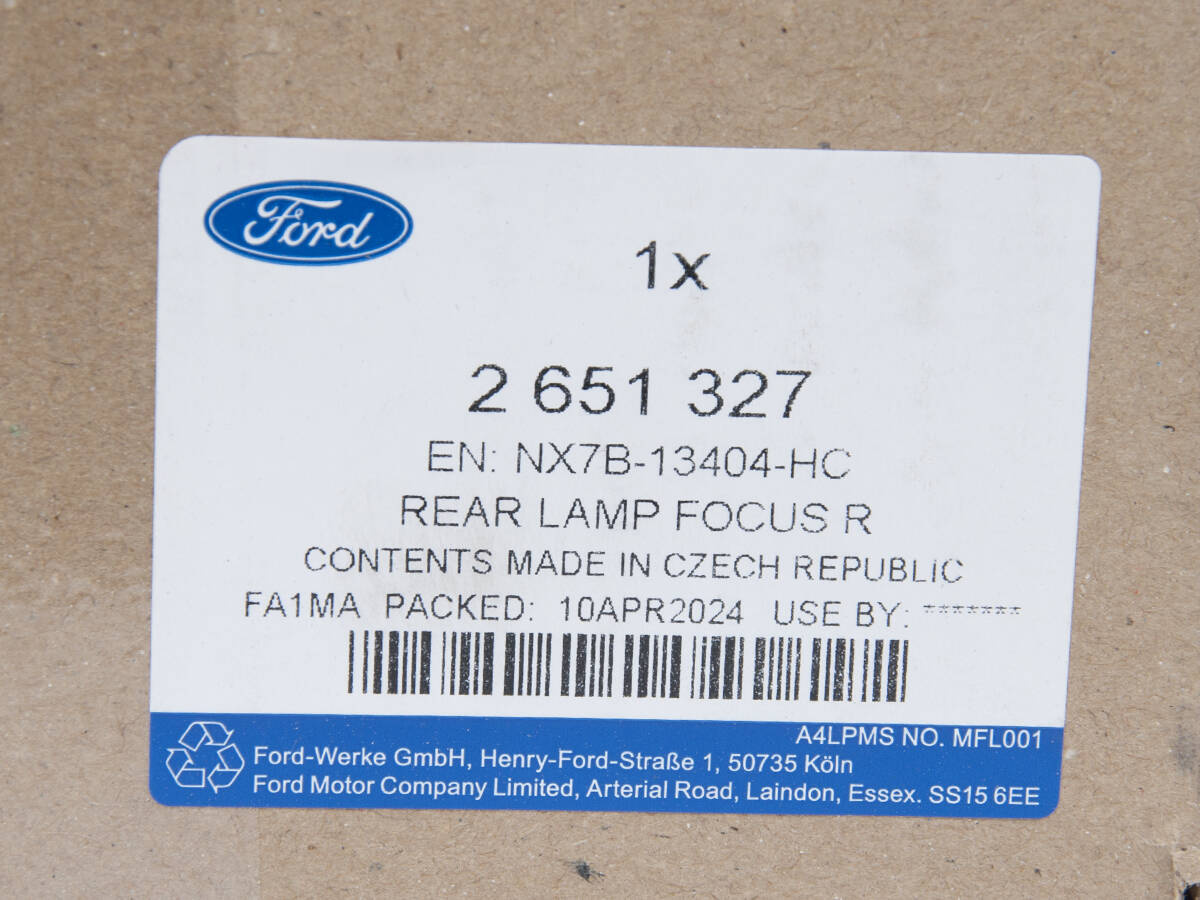 Ford
1x
2 651 327
EN: NX7B-13404-HC
REAR LAMP FOCUS R
CONTENTS MADE IN CZECH REPUBLIC
FA1MA PACKED: 10APR2024 USE BY: *******
A4LPMS NO. MFL001
Ford-Werke GmbH, Henry-Ford-Straße 1, 50735 Köln
Ford Motor Company Limited, Arterial Road, Laindon, Essex. SS15 6EE